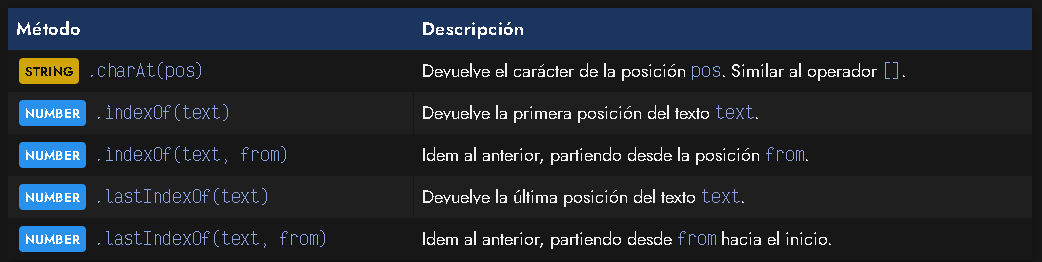 Método Descripción
STRING .charAt(pos) Devuelve el carácter de la posición pos. Similar al operador [].
NUMBER .indexOf(text) Devuelve la primera posición del texto text.
NUMBER .indexOf(text, from) Idem al anterior, partiendo desde la posición from.
NUMBER .lastIndexOf(text) Devuelve la última posición del texto text.
NUMBER .lastIndexOf(text, from) Idem al anterior, partiendo desde from hacia el inicio.